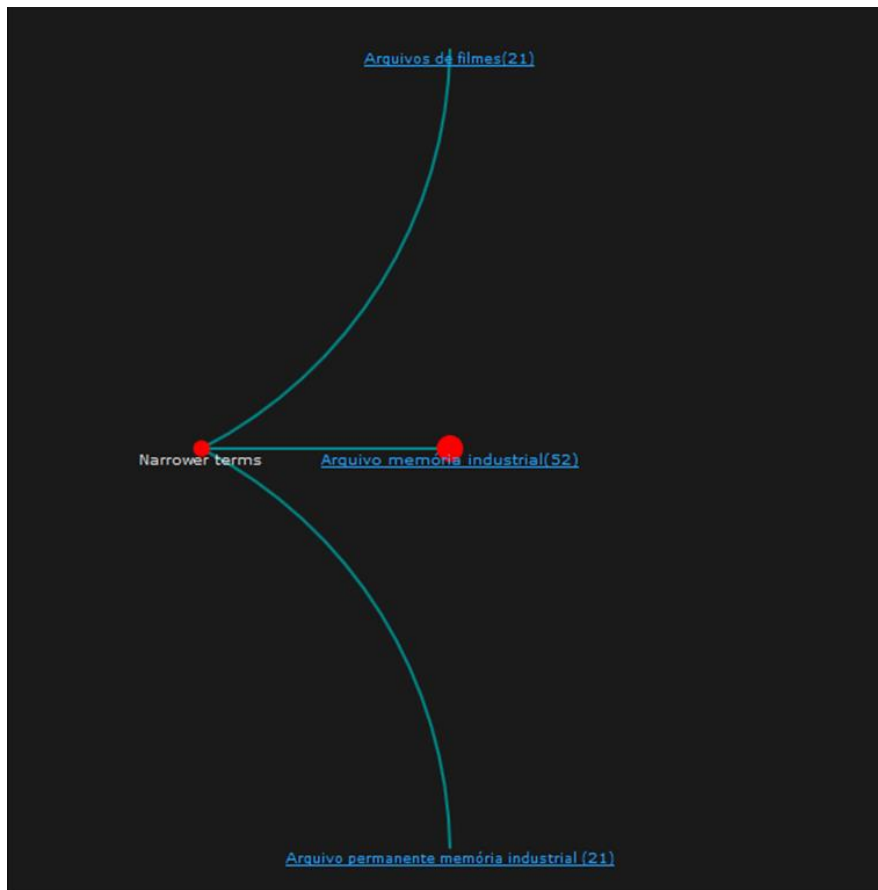 Arquivos de filmes(21)
Narrower terms
Arquivo memória industrial(52)
Arquivo permanente memória industrial (21)